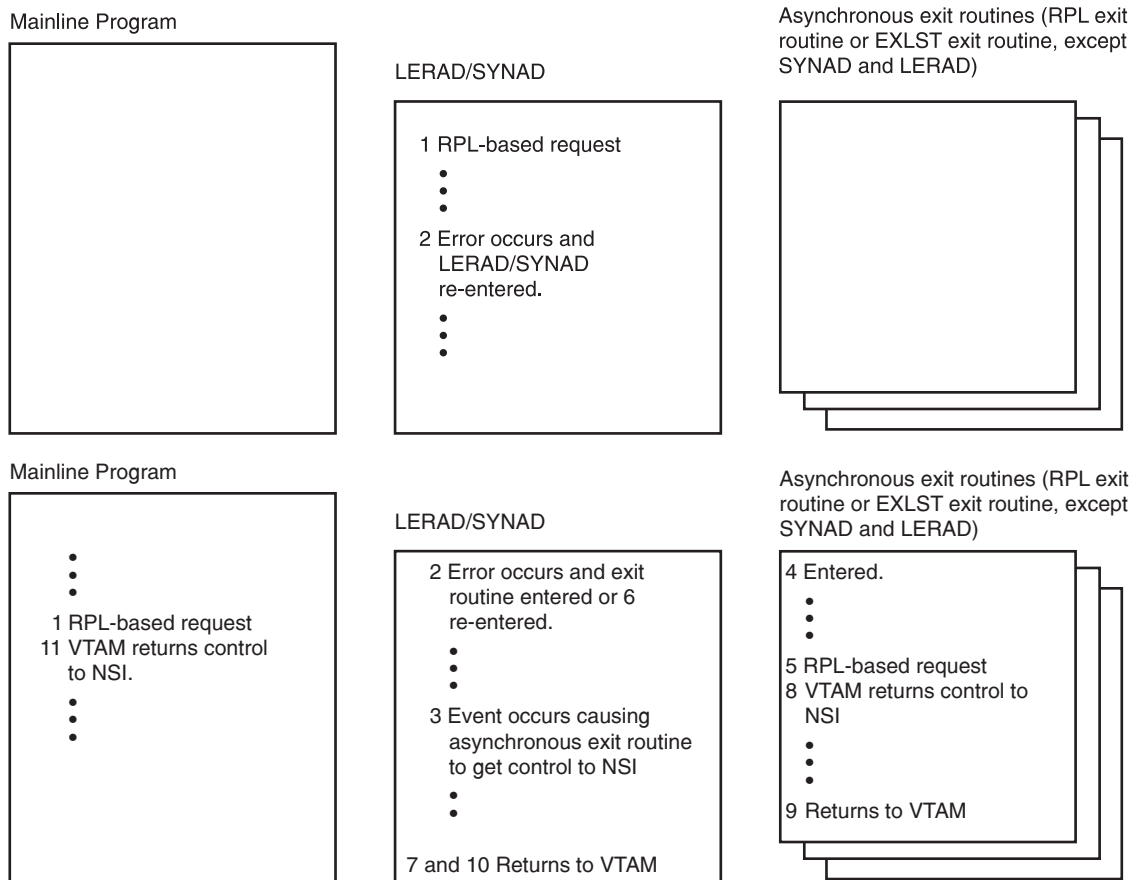 Mainline Program
LERAD/SYNAD
1 RPL-based request
•
•
•
2 Error occurs and
LERAD/SYNAD
re-entered.
•
•
•
Asynchronous exit routines (RPL exit
routine or EXLST exit routine, except
SYNAD and LERAD)
Mainline Program
•
•
•
1 RPL-based request
11 VTAM returns control
to NSI.
•
•
•
LERAD/SYNAD
2 Error occurs and exit
routine entered or 6
re-entered.
•
•
•
3 Event occurs causing
asynchronous exit routine
to get control to NSI
•
•
7 and 10 Returns to VTAM
Asynchronous exit routines (RPL exit
routine or EXLST exit routine, except
SYNAD and LERAD)
4 Entered.
•
•
•
5 RPL-based request
8 VTAM returns control to
NSI
•
•
•
9 Returns to VTAM